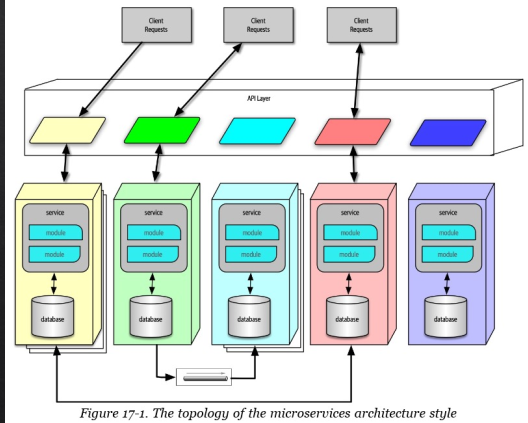 Client
Requests
Client
Requests
Client
Requests
API Layer
service
module
module
database
service
module
module
database
service
module
module
database
service
module
module
database
service
module
module
database
Figure 17-1. The topology of the microservices architecture style